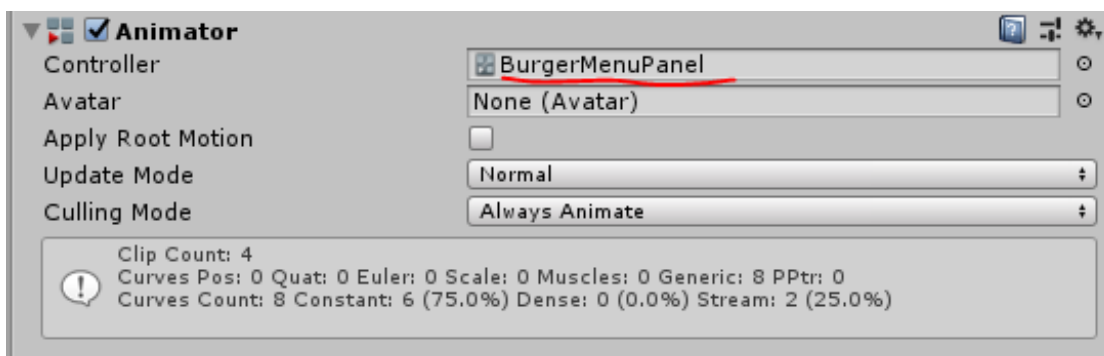 Animator
Controller BurgerMenuPanel
Avatar None (Avatar)
Apply Root Motion
Update Mode Normal
Culling Mode Always Animate
Clip Count: 4
Curves Pos: 0 Quat: 0 Euler: 0 Scale: 0 Muscles: 0 Generic: 8 PPtr: 0
Curves Count: 8 Constant: 6 (75.0%) Dense: 0 (0.0%) Stream: 2 (25.0%)